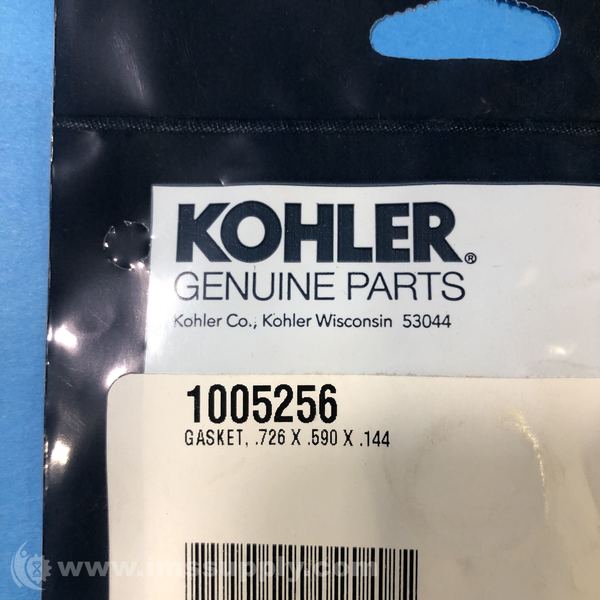 KOHLER®
GENUINE PARTS
Kohler Co., Kohler Wisconsin 53044
1005256
GASKET, .726 X .590 X .144
www.imssupply.com